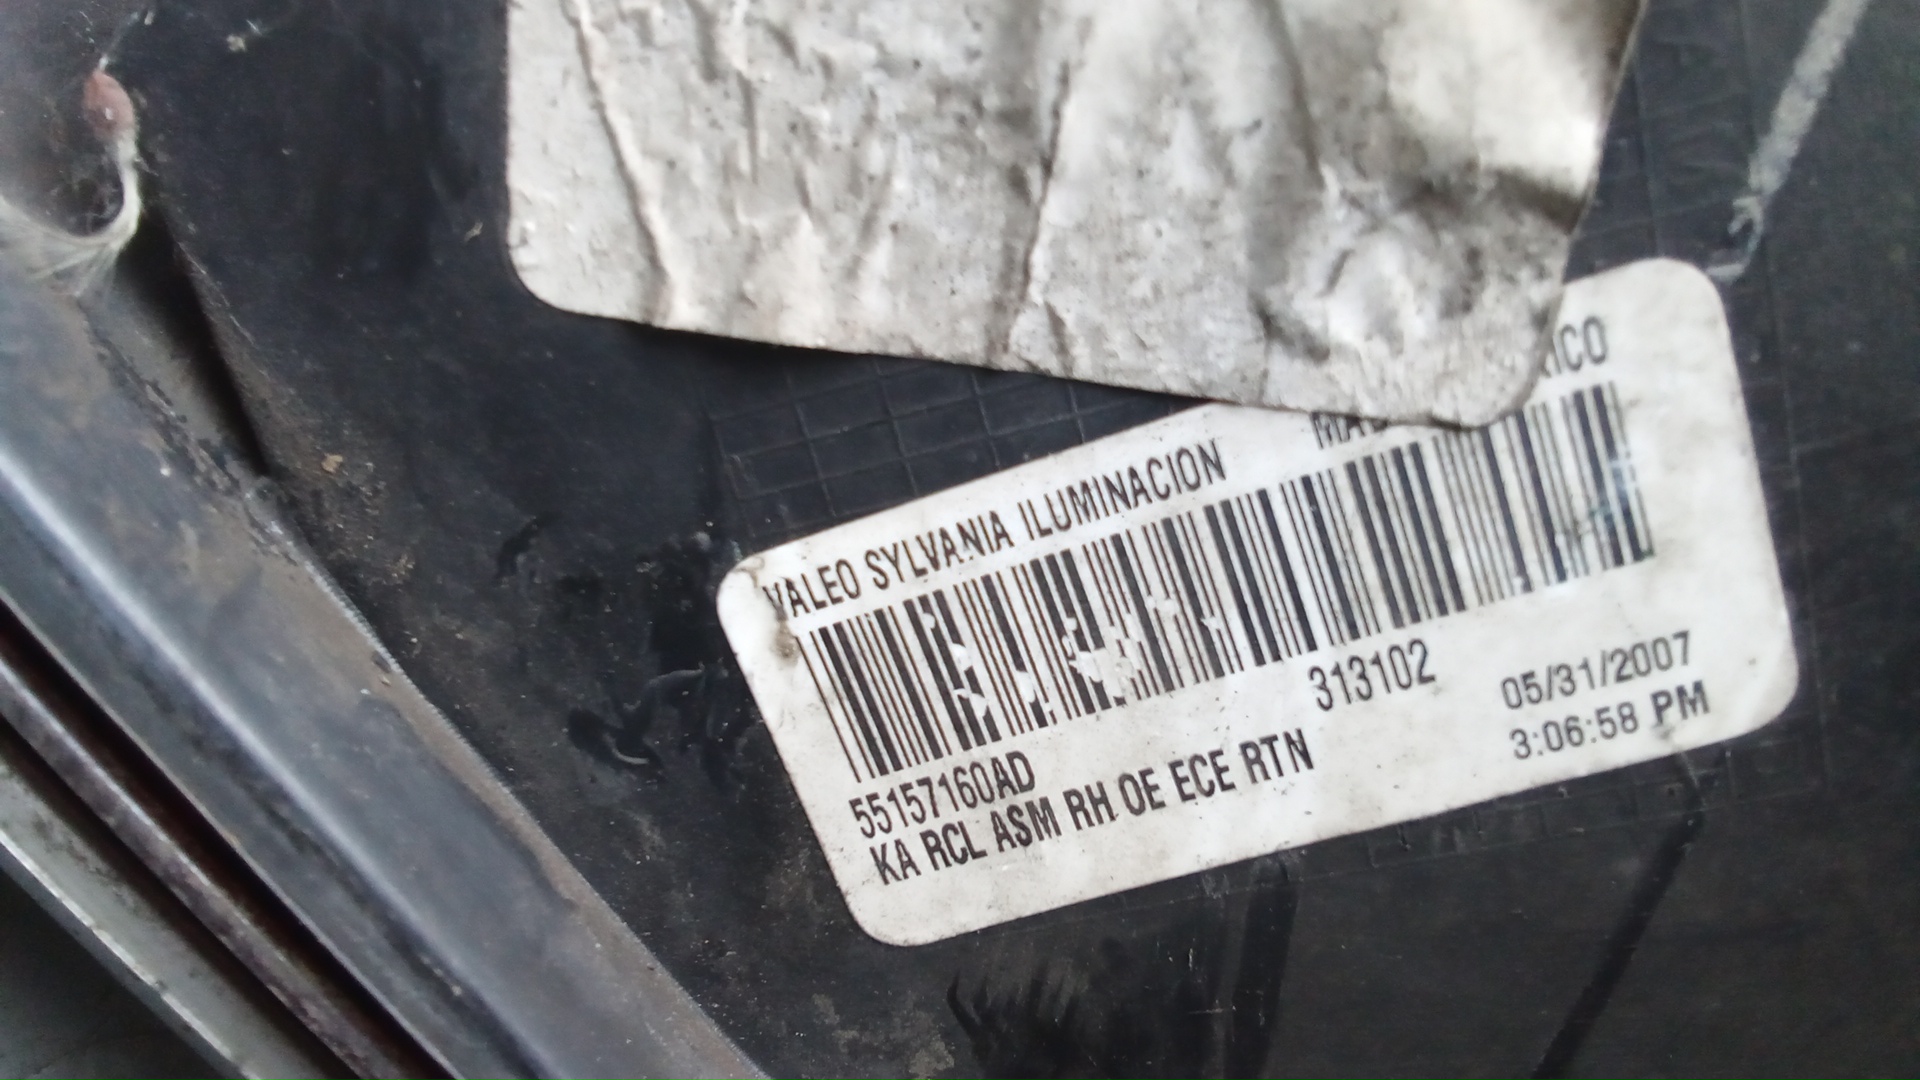 VALEO SYLVANIA ILUMINACION
313102
55157160AD
KA RCL ASM RH OE ECE RTN
05/31/2007
3:06:58 PM